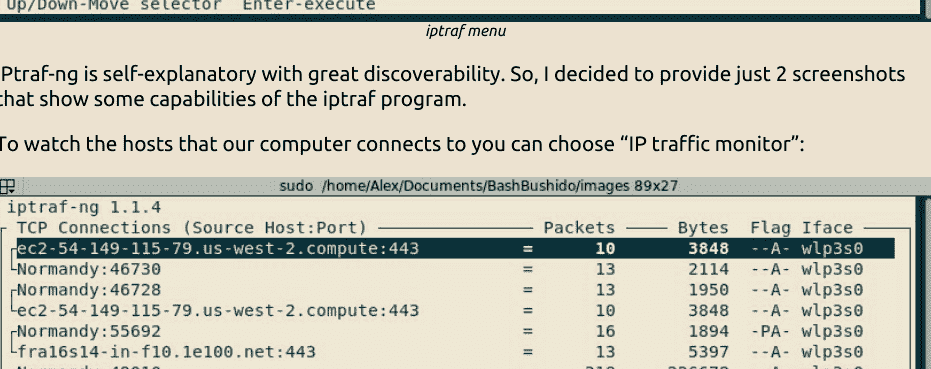 Up/Down-Move selector Enter-execute
iptraf menu
Ptraf-ng is self-explanatory with great discoverability. So, I decided to provide just 2 screenshots
that show some capabilities of the iptraf program.
To watch the hosts that our computer connects to you can choose “IP traffic monitor”:
sudo /home/Alex/Documents/BashBushido/images 89x27
iptraf-ng 1.1.4
TCP Connections (Source Host:Port) Packets Bytes Flag Iface
ec2-54-149-115-79.us-west-2.compute:443 = 10 3848 --A- wlp3s0
Normandy:46730 = 13 2114 --A- wlp3s0
Normandy:46728 = 13 1950 --A- wlp3s0
ec2-54-149-115-79.us-west-2.compute:443 = 10 3848 --A- wlp3s0
Normandy:55692 = 16 1894 -PA- wlp3s0
fra16s14-in-f10.1e100.net:443 = 13 5397 --A- wlp3s0